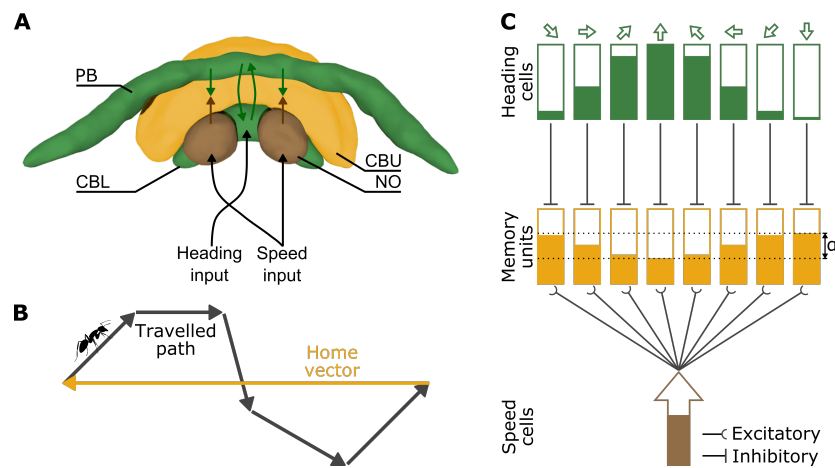 A
PB
CBL
CBU
NO
Heading
input
Speed
input
B
Travelled
path
Home
vector
C
Heading
cells
Memory
units
d
Speed
cells
Excitatory
Inhibitory